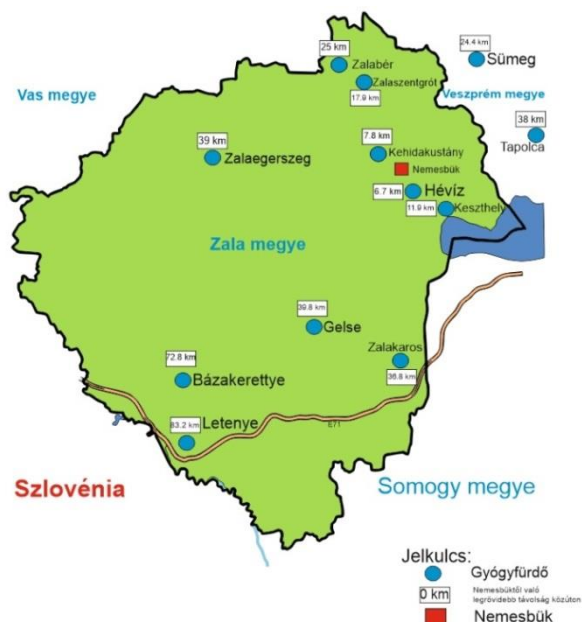 25 km
24.4 km
Zalabér
Sümeg
Zalaszentgrót
17.9 km
Vas megye
Veszprém megye
38 km
Tapolca
39 km
Zalaegerszeg
7.8 km
Kehidakustány
Nemesbük
6.7 km
Hévíz
11.9 km
Keszthely
Zala megye
39.8 km
Gelse
Zalakaros
36.8 km
72.8 km
Bázakerettye
83.2 km
Letenye
E71
Szlovénia
Somogy megye
Jelkulcs:
Gyógyfürdő
0 km
Nemesbüktől való
legrövidebb távolság közúton
Nemesbük